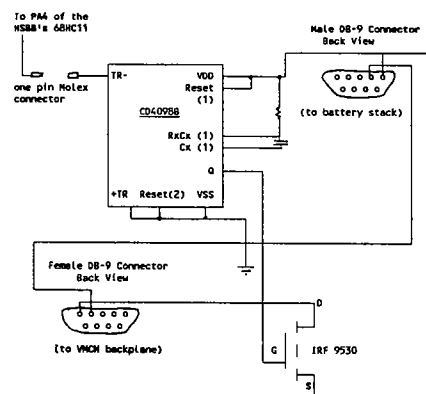 To PA4 of the
HSBB's 68HC11
Male DB-9 Connector
Back View
TR-
VDD
Reset
(1)
one pin Molex
connector
CD4098B
(to battery stack)
RxCx (1)
Cx (1)
Q
+TR Reset(2) VSS
Female DB-9 Connector
Back View
D
(to VMCM backplane)
G
IRF 9530
S